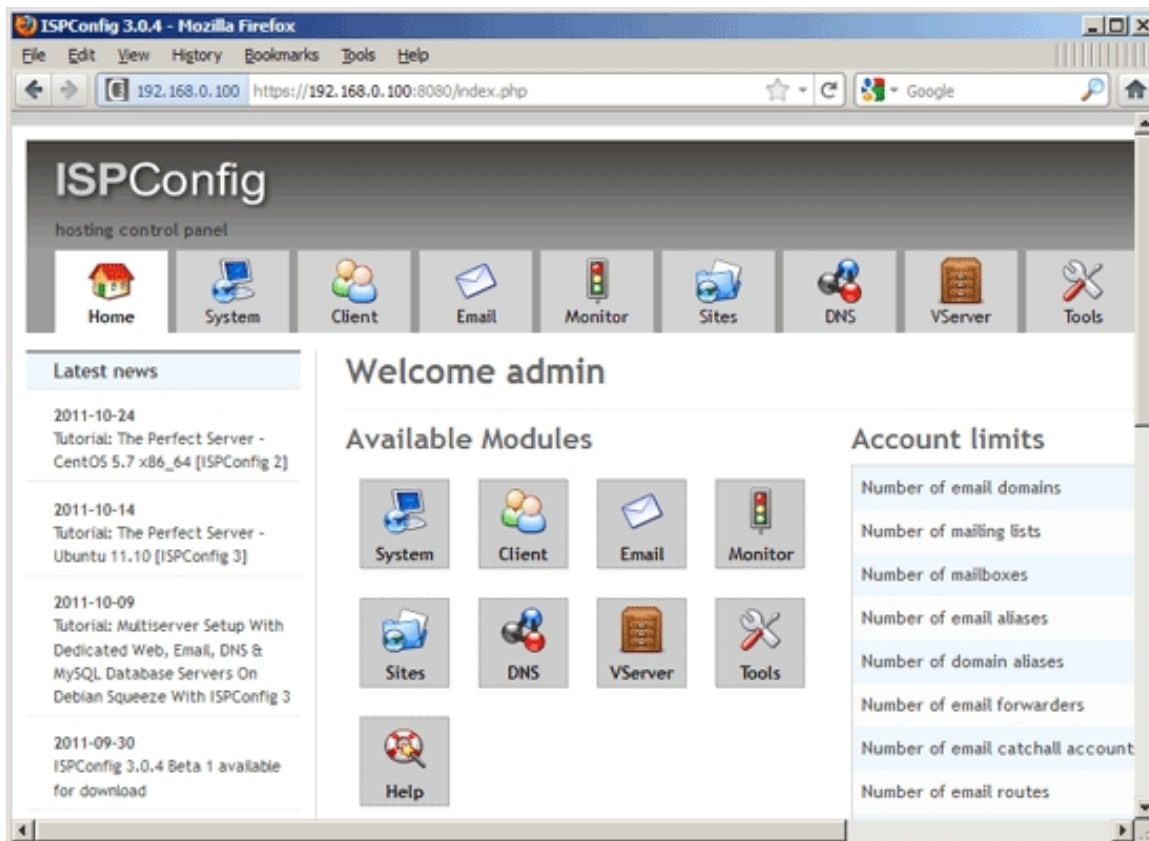 ISPConfig 3.0.4 - Mozilla Firefox
File Edit View History Bookmarks Tools Help
192.168.0.100 https://192.168.0.100:8080/index.php Google
ISPConfig
hosting control panel
Home System Client Email Monitor Sites DNS VServer Tools
Latest news
2011-10-24
Tutorial: The Perfect Server -
CentOS 5.7 x86_64 [ISPConfig 2]
2011-10-14
Tutorial: The Perfect Server -
Ubuntu 11.10 [ISPConfig 3]
2011-10-09
Tutorial: Multiserver Setup With
Dedicated Web, Email, DNS &
MySQL Database Servers On
Debian Squeeze With ISPConfig 3
2011-09-30
ISPConfig 3.0.4 Beta 1 available
for download
Welcome admin
Available Modules
System Client Email Monitor
Sites DNS VServer Tools
Help
Account limits
Number of email domains
Number of mailing lists
Number of mailboxes
Number of email aliases
Number of domain aliases
Number of email forwarders
Number of email catchall account
Number of email routes